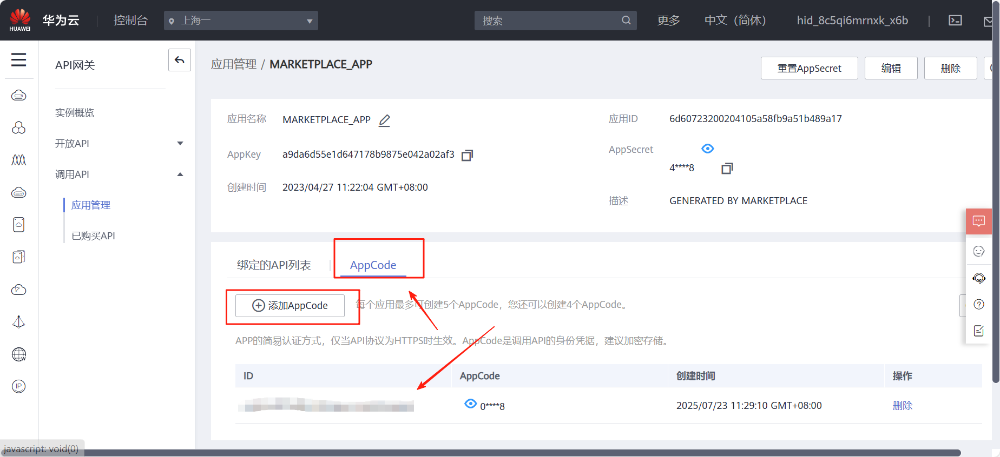 HUAWEI
华为云
控制台
上海一
搜索
更多
中文（简体）
hid_8c5qi6mrnxk_x6b
API网关
应用管理 / MARKETPLACE_APP
重置AppSecret
编辑
删除
实例概览
开放API
调用API
应用管理
已购买API
应用名称 MARKETPLACE_APP
应用ID 6d60723200204105a58fb9a51b489a17
AppKey a9da6d55e1d647178b9875e042a02af3
AppSecret
4****8
创建时间 2023/04/27 11:22:04 GMT+08:00
描述 GENERATED BY MARKETPLACE
绑定的API列表
AppCode
添加AppCode
每个应用最多可创建5个AppCode，您还可以创建4个AppCode。
APP的简易认证方式，仅当API协议为HTTPS时生效。AppCode是调用API的身份凭据，建议加密存储。
ID AppCode 创建时间 操作
0****8 2025/07/23 11:29:10 GMT+08:00 删除
W
IP
javascript: void(0)